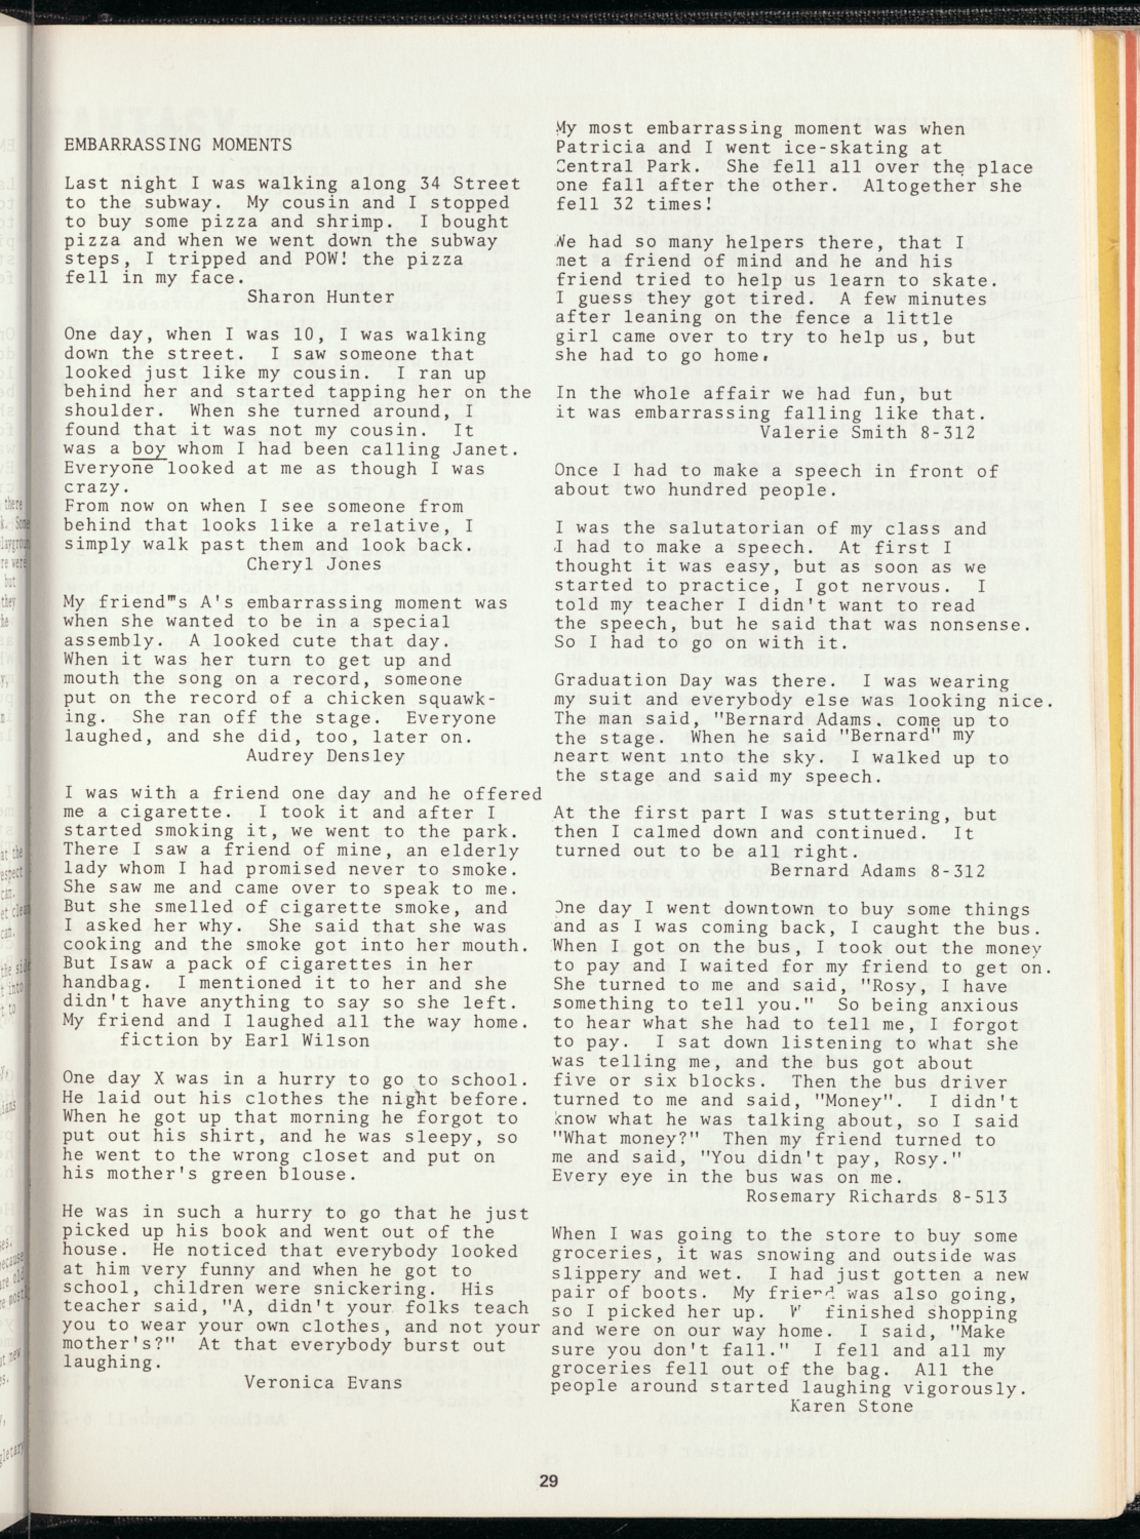 EMBARRASSING MOMENTS
Last night I was walking along 34 Street
to the subway. My cousin and I stopped
to buy some pizza and shrimp. I bought
pizza and when we went down the subway
steps, I tripped and POW! the pizza
fell in my face.
Sharon Hunter
One day, when I was 10, I was walking
down the street. I saw someone that
looked just like my cousin. I ran up
behind her and started tapping her on the
shoulder. When she turned around, I
found that it was not my cousin. It
was a boy whom I had been calling Janet.
Everyone looked at me as though I was
crazy.
From now on when I see someone from
behind that looks like a relative, I
simply walk past them and look back.
Cheryl Jones
My friend"s A's embarrassing moment was
when she wanted to be in a special
assembly. A looked cute that day.
When it was her turn to get up and
mouth the song on a record, someone
put on the record of a chicken squawk-
ing. She ran off the stage. Everyone
laughed, and she did, too, later on.
Audrey Densley
I was with a friend one day and he offered
me a cigarette. I took it and after I
started smoking it, we went to the park.
There I saw a friend of mine, an elderly
lady whom I had promised never to smoke.
She saw me and came over to speak to me.
But she smelled of cigarette smoke, and
I asked her why. She said that she was
cooking and the smoke got into her mouth.
But Isaw a pack of cigarettes in her
handbag. I mentioned it to her and she
didn't have anything to say so she left.
My friend and I laughed all the way home.
fiction by Earl Wilson
One day X was in a hurry to go to school.
He laid out his clothes the night before.
When he got up that morning he forgot to
put out his shirt, and he was sleepy, so
he went to the wrong closet and put on
his mother's green blouse.
He was in such a hurry to go that he just
picked up his book and went out of the
house. He noticed that everybody looked
at him very funny and when he got to
school, children were snickering. His
teacher said, "A, didn't your folks teach
you to wear your own clothes, and not your
mother's?" At that everybody burst out
laughing.
Veronica Evans
My most embarrassing moment was when
Patricia and I went ice-skating at
Central Park. She fell all over the place
one fall after the other. Altogether she
fell 32 times!
We had so many helpers there, that I
met a friend of mind and he and his
friend tried to help us learn to skate.
I guess they got tired. A few minutes
after leaning on the fence a little
girl came over to try to help us, but
she had to go home.
In the whole affair we had fun, but
it was embarrassing falling like that.
Valerie Smith 8-312
Once I had to make a speech in front of
about two hundred people.
I was the salutatorian of my class and
I had to make a speech. At first I
thought it was easy, but as soon as we
started to practice, I got nervous. I
told my teacher I didn't want to read
the speech, but he said that was nonsense.
So I had to go on with it.
Graduation Day was there. I was wearing
my suit and everybody else was looking nice.
The man said, "Bernard Adams. come up to
the stage. When he said "Bernard" my
heart went into the sky. I walked up to
the stage and said my speech.
At the first part I was stuttering, but
then I calmed down and continued. It
turned out to be all right.
Bernard Adams 8-312
One day I went downtown to buy some things
and as I was coming back, I caught the bus.
When I got on the bus, I took out the money
to pay and I waited for my friend to get on.
She turned to me and said, "Rosy, I have
something to tell you." So being anxious
to hear what she had to tell me, I forgot
to pay. I sat down listening to what she
was telling me, and the bus got about
five or six blocks. Then the bus driver
turned to me and said, "Money". I didn't
know what he was talking about, so I said
"What money?" Then my friend turned to
me and said, "You didn't pay, Rosy."
Every eye in the bus was on me.
Rosemary Richards 8-513
When I was going to the store to buy some
groceries, it was snowing and outside was
slippery and wet. I had just gotten a new
pair of boots. My friend was also going,
so I picked her up. finished shopping
and were on our way home. I said, "Make
sure you don't fall." I fell and all my
groceries fell out of the bag. All the
people around started laughing vigorously.
Karen Stone
29